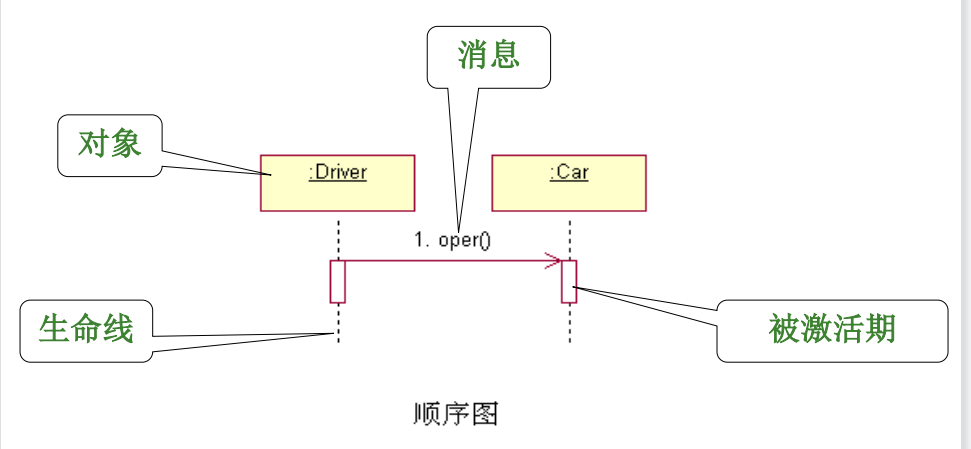 消息
对象
:Driver
:Car
1. oper()
生命线
被激活期
顺序图